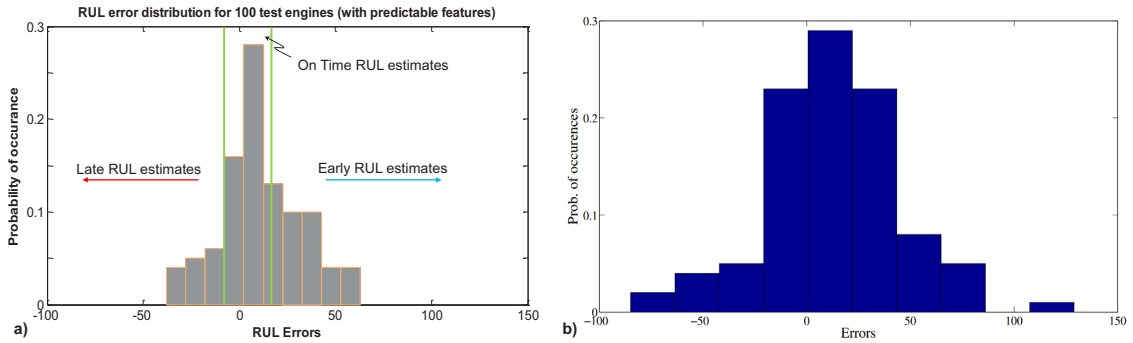 RUL error distribution for 100 test engines (with predictable features)
0.3
0.2
0.1
0
-100
-50
0
50
100
150
Probability of occurance
RUL Errors
On Time RUL estimates
Late RUL estimates
Early RUL estimates
a)
0.3
0.2
0.1
0
−100
−50
0
50
100
150
Prob. of occurences
Errors
b)